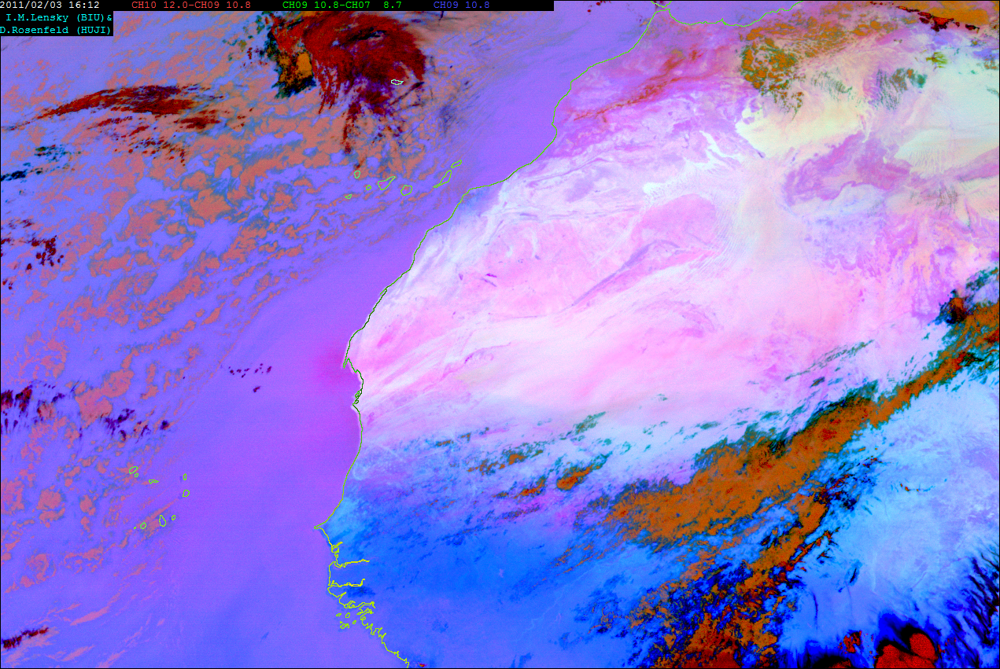 2011/02/03 16:12 CH10 12.0-CH09 10.8 CH09 10.8-CH07 8.7 CH09 10.8
I.M.Lensky (BIU)&
D.Rosenfeld (HUJI)